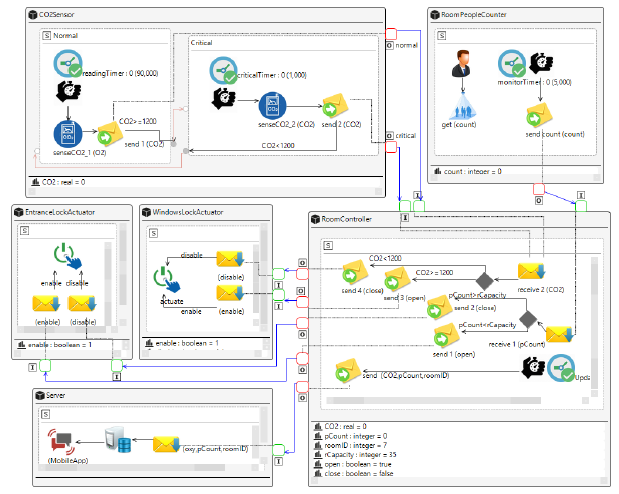 CO2Sensor
S Normal
readingTimer : 0 (90,000)
CO2>=1200
senseCO2_1 (O2)
send 1 (CO2)
Critical
criticalTimer : 0 (1,000)
senseCO2_2 (CO2)
send 2 (CO2)
CO2<1200
CO2 : real = 0
O
normal
O
critical
RoomPeopleCounter
S
monitorTimer : 0 (5,000)
get (count)
send count (count)
count : integer = 0
O
I
I
I
EntranceLockActuator
S
enable
disable
(enable)
(disable)
enable : boolean = 1
I
I
WindowsLockActuator
S
disable
(disable)
actuate
enable
(enable)
enable : boolean = 1
I
I
O
O
O
O
O
RoomController
S
CO2<1200
CO2>=1200
receive 2 (CO2)
send 4 (close)
send 3 (open)
pCount>rCapacity
send 2 (close)
pCount<rCapacity
receive 1 (pCount)
send 1 (open)
send (CO2,pCount,roomID)
Upda
CO2 : real = 0
pCount : integer = 0
roomID : integer = 7
rCapacity : integer = 35
open : boolean = true
close : boolean = false
Server
S
(MobileApp)
(oxy,pCount,roomID)
I